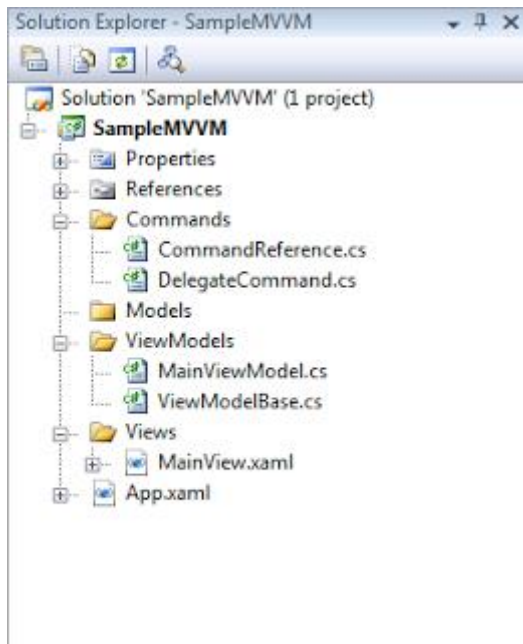 Solution Explorer - SampleMVVM
Solution 'SampleMVVM' (1 project)
SampleMVVM
Properties
References
Commands
CommandReference.cs
DelegateCommand.cs
Models
ViewModels
MainViewModel.cs
ViewModelBase.cs
Views
MainView.xaml
App.xaml